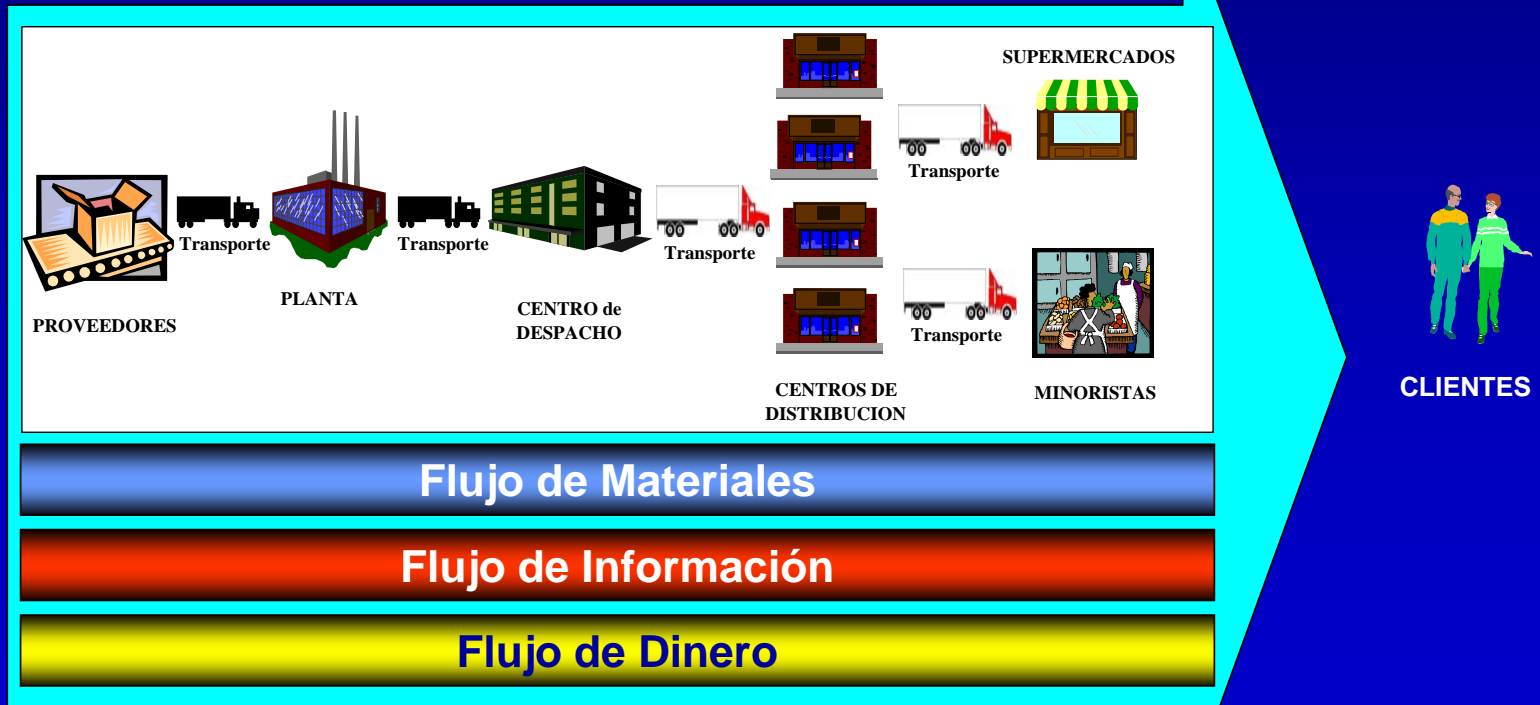 SUPERMERCADOS
Transporte
Transporte
Transporte
Transporte
PROVEEDORES
PLANTA
CENTRO de
DESPACHO
Transporte
CENTROS DE
DISTRIBUCION
MINORISTAS
CLIENTES
Flujo de Materiales
Flujo de Información
Flujo de Dinero